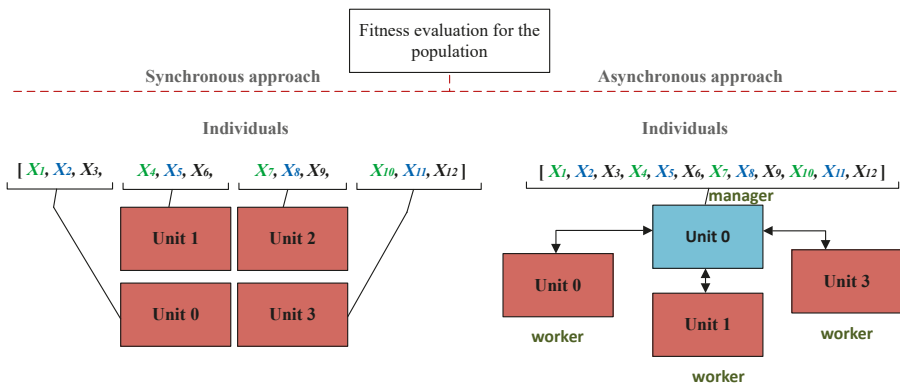 Fitness evaluation for the
population
Synchronous approach
Asynchronous approach
Individuals
Individuals
[ X1, X2, X3, X4, X5, X6, X7, X8, X9, X10, X11, X12 ]
[ X1, X2, X3, X4, X5, X6, X7, X8, X9, X10, X11, X12 ]
manager
Unit 1
Unit 2
Unit 0
Unit 0
Unit 3
Unit 0
Unit 3
Unit 1
worker
worker
worker